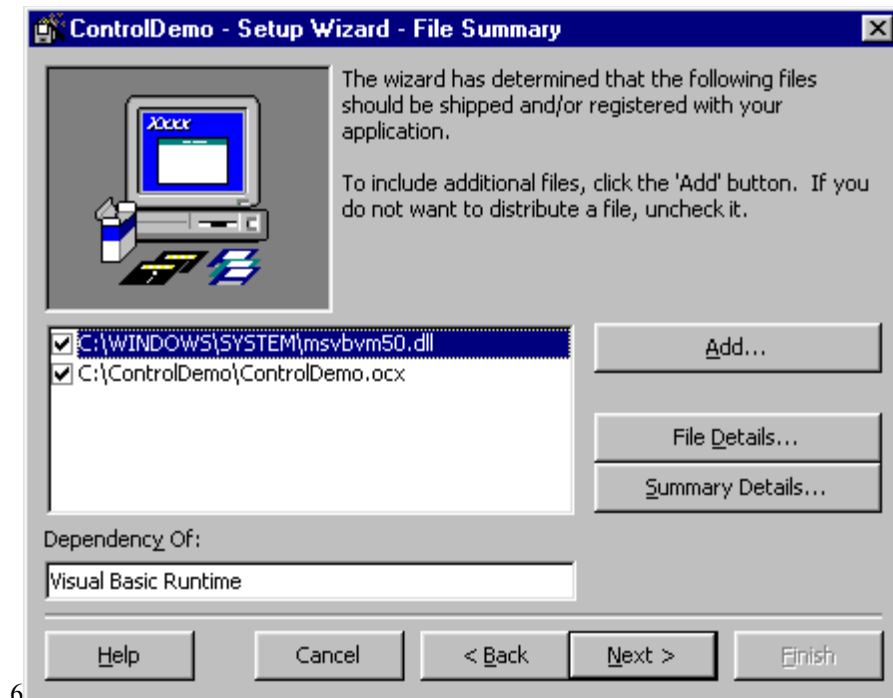 ControlDemo - Setup Wizard - File Summary
Xxxx
The wizard has determined that the following files
should be shipped and/or registered with your
application.
To include additional files, click the 'Add' button. If you
do not want to distribute a file, uncheck it.
C:\WINDOWS\SYSTEM\msvbvm50.dll
C:\ControlDemo\ControlDemo.ocx
Add...
File Details...
Summary Details...
Dependency Of:
Visual Basic Runtime
Help
Cancel
< Back
Next >
Finish
6